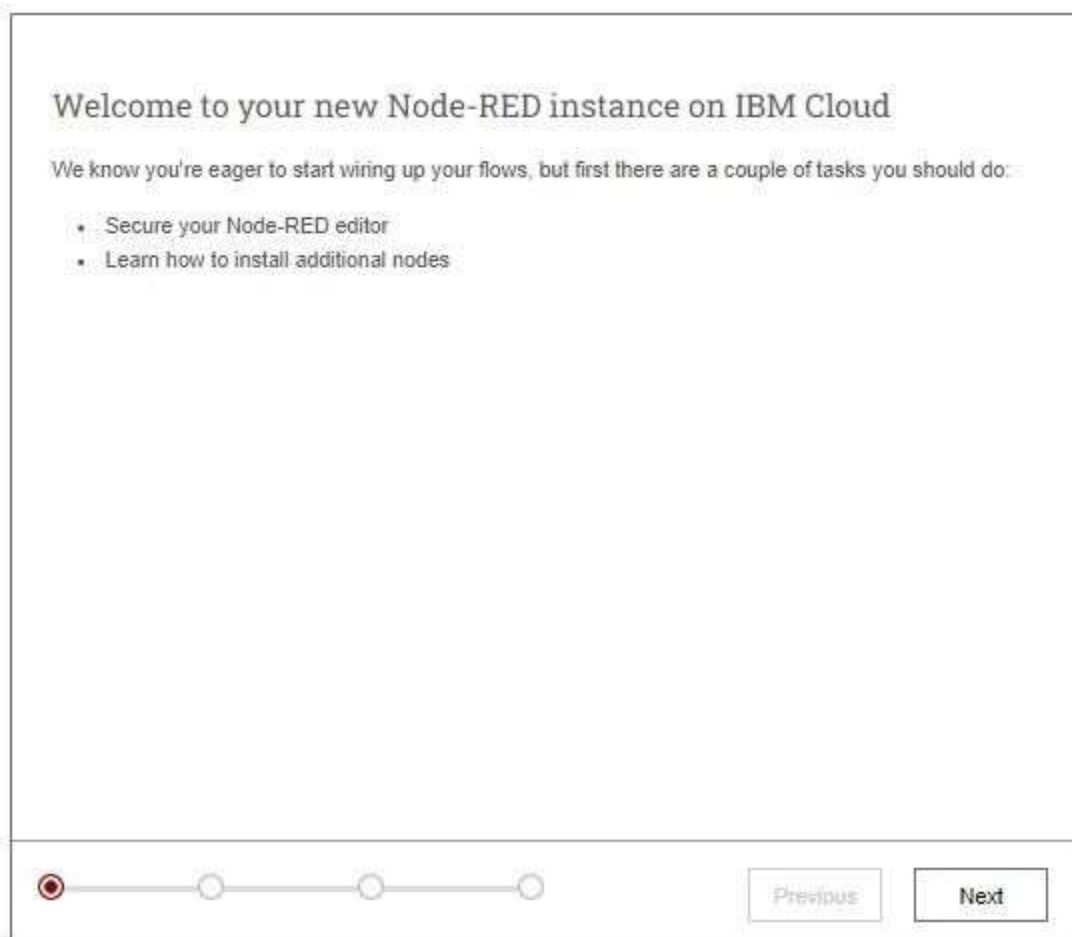 Welcome to your new Node-RED instance on IBM Cloud
We know you're eager to start wiring up your flows, but first there are a couple of tasks you should do:
• Secure your Node-RED editor
• Learn how to install additional nodes
Previous
Next